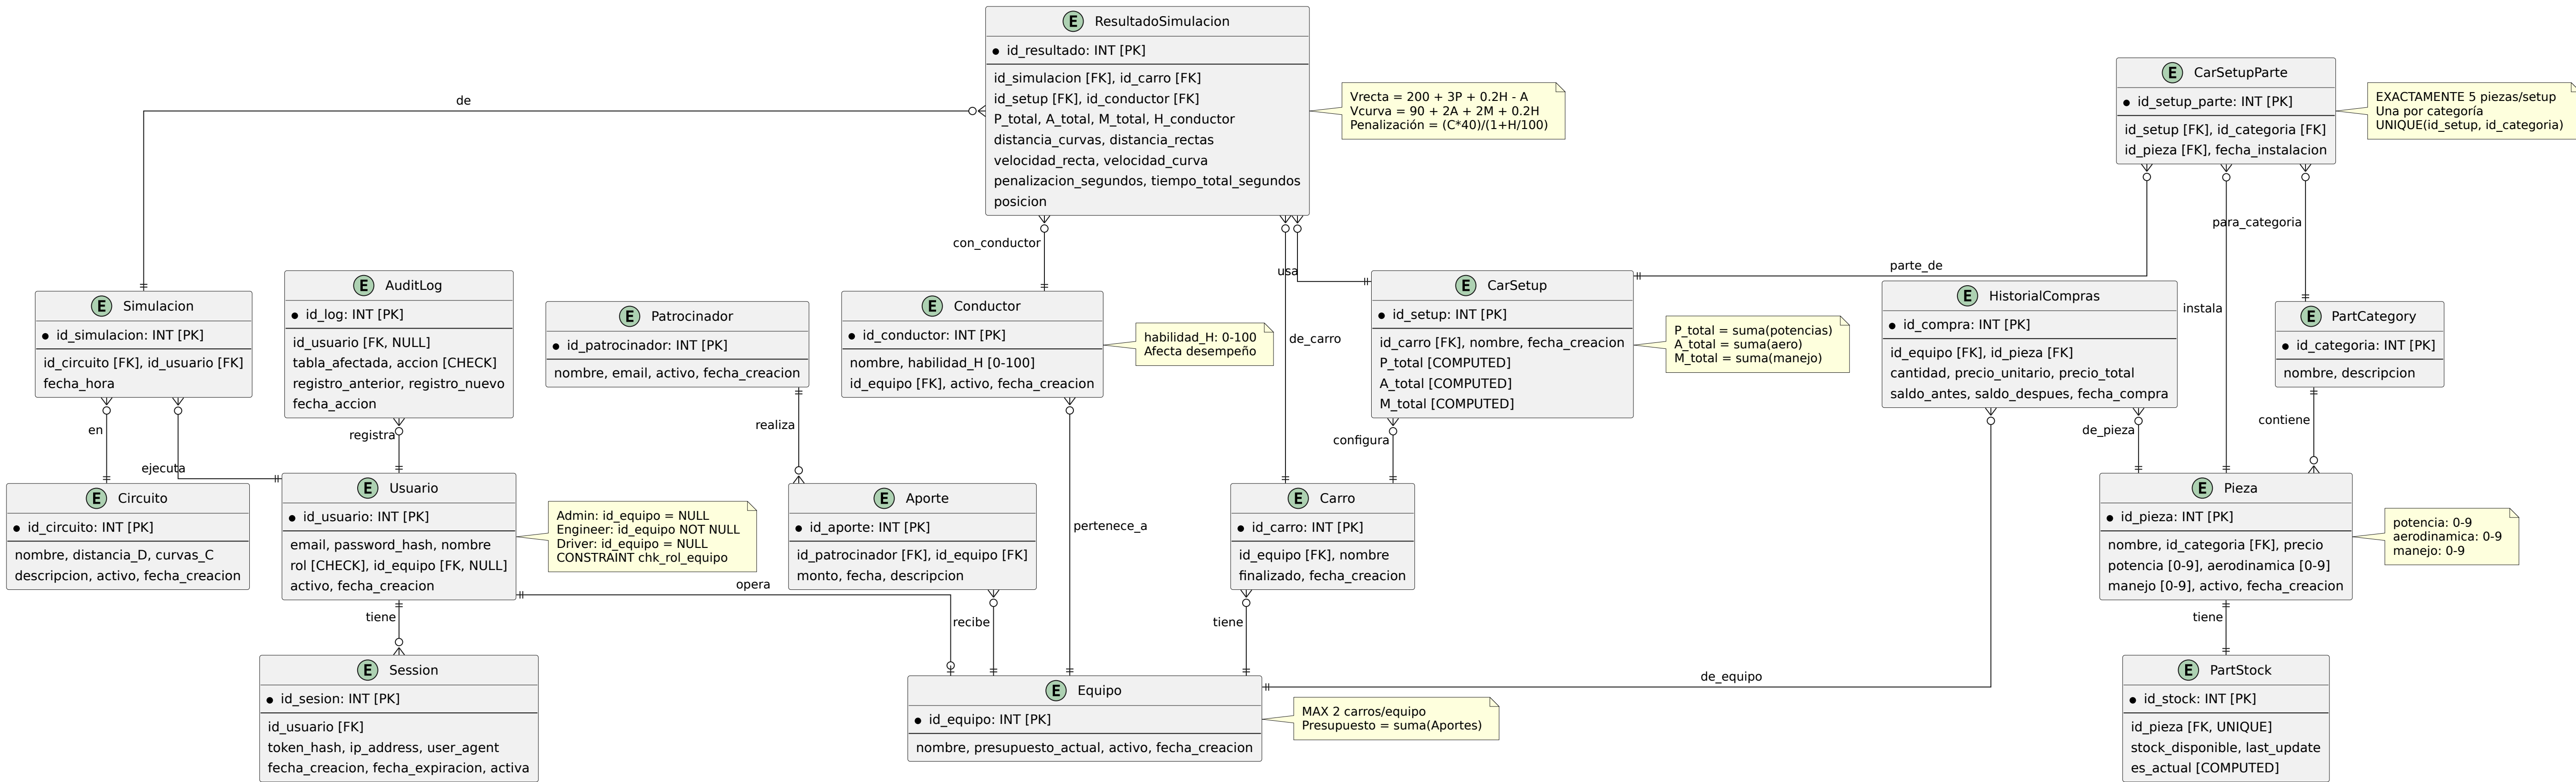 ResultadoSimulacion
id_resultado: INT [PK]
id_simulacion [FK], id_carro [FK]
id_setup [FK], id_conductor [FK]
P_total, A_total, M_total, H_conductor
distancia_curvas, distancia_rectas
velocidad_recta, velocidad_curva
penalizacion_segundos, tiempo_total_segundos
posicion
Vrecta = 200 + 3P + 0.2H - A
Vcurva = 90 + 2A + 2M + 0.2H
Penalización = (C*40)/(1+H/100)
CarSetupParte
id_setup_parte: INT [PK]
id_setup [FK], id_categoria [FK]
id_pieza [FK], fecha_instalacion
EXACTAMENTE 5 piezas/setup
Una por categoría
UNIQUE(id_setup, id_categoria)
de
con_conductor
usa
de_carro
parte_de
instala
para_categoria
Simulacion
id_simulacion: INT [PK]
id_circuito [FK], id_usuario [FK]
fecha_hora
AuditLog
id_log: INT [PK]
id_usuario [FK, NULL]
tabla_afectada, accion [CHECK]
registro_anterior, registro_nuevo
fecha_accion
Patrocinador
id_patrocinador: INT [PK]
nombre, email, activo, fecha_creacion
Conductor
id_conductor: INT [PK]
nombre, habilidad_H [0-100]
id_equipo [FK], activo, fecha_creacion
habilidad_H: 0-100
Afecta desempeño
CarSetup
id_setup: INT [PK]
id_carro [FK], nombre, fecha_creacion
P_total [COMPUTED]
A_total [COMPUTED]
M_total [COMPUTED]
P_total = suma(potencias)
A_total = suma(aero)
M_total = suma(manejo)
HistorialCompras
id_compra: INT [PK]
id_equipo [FK], id_pieza [FK]
cantidad, precio_unitario, precio_total
saldo_antes, saldo_despues, fecha_compra
PartCategory
id_categoria: INT [PK]
nombre, descripcion
en
ejecuta
registra
realiza
pertenece_a
configura
de_pieza
contiene
Circuito
id_circuito: INT [PK]
nombre, distancia_D, curvas_C
descripcion, activo, fecha_creacion
Usuario
id_usuario: INT [PK]
email, password_hash, nombre
rol [CHECK], id_equipo [FK, NULL]
activo, fecha_creacion
Admin: id_equipo = NULL
Engineer: id_equipo NOT NULL
Driver: id_equipo = NULL
CONSTRAINT chk_rol_equipo
Aporte
id_aporte: INT [PK]
id_patrocinador [FK], id_equipo [FK]
monto, fecha, descripcion
Carro
id_carro: INT [PK]
id_equipo [FK], nombre
finalizado, fecha_creacion
Pieza
id_pieza: INT [PK]
nombre, id_categoria [FK], precio
potencia [0-9], aerodinamica [0-9]
manejo [0-9], activo, fecha_creacion
potencia: 0-9
aerodinamica: 0-9
manejo: 0-9
tiene
opera
recibe
tiene
de_equipo
tiene
Session
id_sesion: INT [PK]
id_usuario [FK]
token_hash, ip_address, user_agent
fecha_creacion, fecha_expiracion, activa
Equipo
id_equipo: INT [PK]
nombre, presupuesto_actual, activo, fecha_creacion
MAX 2 carros/equipo
Presupuesto = suma(Aportes)
PartStock
id_stock: INT [PK]
id_pieza [FK, UNIQUE]
stock_disponible, last_update
es_actual [COMPUTED]